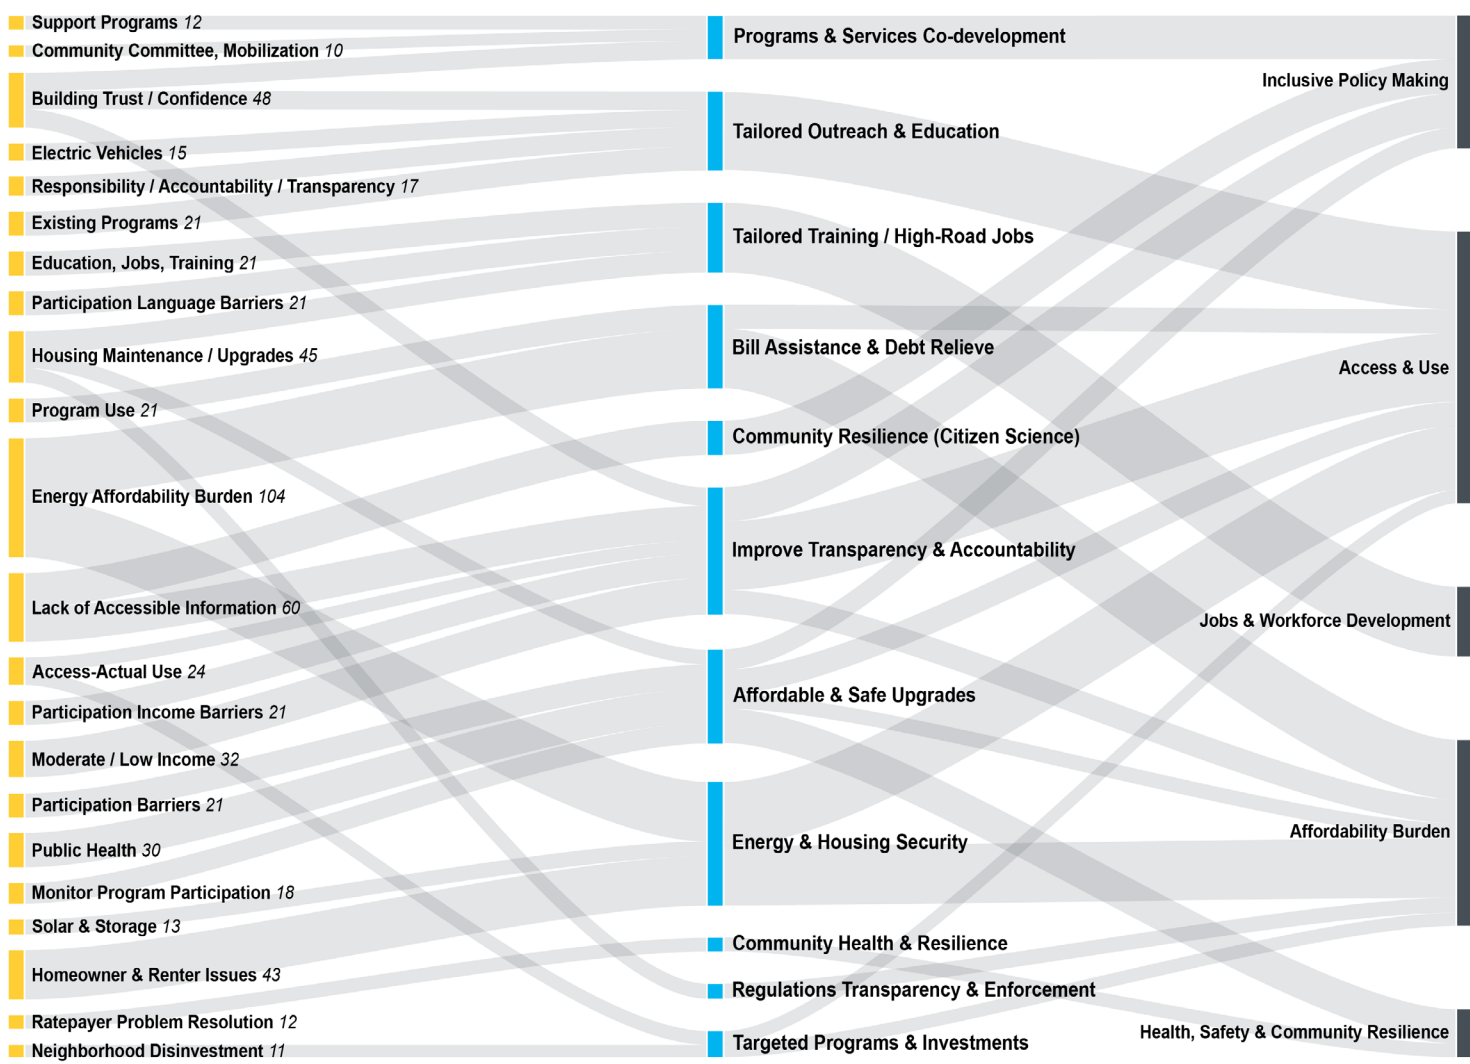 Support Programs 12
Community Committee, Mobilization 10
Building Trust / Confidence 48
Electric Vehicles 15
Responsibility / Accountability / Transparency 17
Existing Programs 21
Education, Jobs, Training 21
Participation Language Barriers 21
Housing Maintenance / Upgrades 45
Program Use 21
Energy Affordability Burden 104
Lack of Accessible Information 60
Access-Actual Use 24
Participation Income Barriers 21
Moderate / Low Income 32
Participation Barriers 21
Public Health 30
Monitor Program Participation 18
Solar & Storage 13
Homeowner & Renter Issues 43
Ratepayer Problem Resolution 12
Neighborhood Disinvestment 11
Programs & Services Co-development
Tailored Outreach & Education
Tailored Training / High-Road Jobs
Bill Assistance & Debt Relieve
Community Resilience (Citizen Science)
Improve Transparency & Accountability
Affordable & Safe Upgrades
Energy & Housing Security
Community Health & Resilience
Regulations Transparency & Enforcement
Targeted Programs & Investments
Inclusive Policy Making
Access & Use
Jobs & Workforce Development
Affordability Burden
Health, Safety & Community Resilience